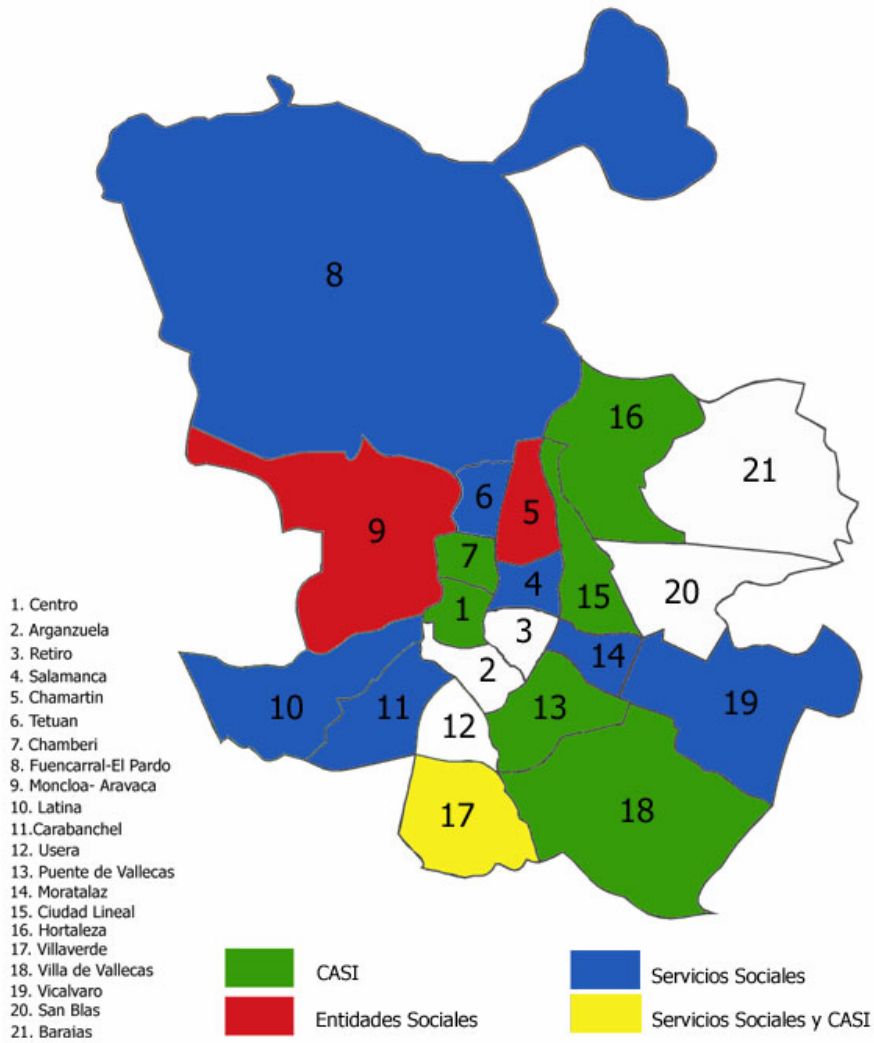 8
16
21
6
5
9
7
4
1
15
20
3
14
2
10
11
13
19
12
17
18
1. Centro
2. Arganzuela
3. Retiro
4. Salamanca
5. Chamartin
6. Tetuan
7. Chamberi
8. Fuencarral-El Pardo
9. Moncloa- Aravaca
10. Latina
11.Carabanchel
12. Usera
13. Puente de Vallecas
14. Moratalaz
15. Ciudad Lineal
16. Hortaleza
17. Villaverde
18. Villa de Vallecas
19. Vicalvaro
20. San Blas
21. Barajas
CASI
Servicios Sociales
Entidades Sociales
Servicios Sociales y CASI